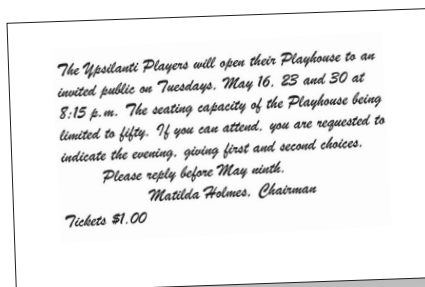 The Ypsilanti Players will open their Playhouse to an
invited public on Tuesdays, May 16, 23 and 30 at
8:15 p.m. The seating capacity of the Playhouse being
limited to fifty. If you can attend, you are requested to
indicate the evening, giving first and second choices.
Please reply before May ninth.
Matilda Holmes, Chairman
Tickets $1.00